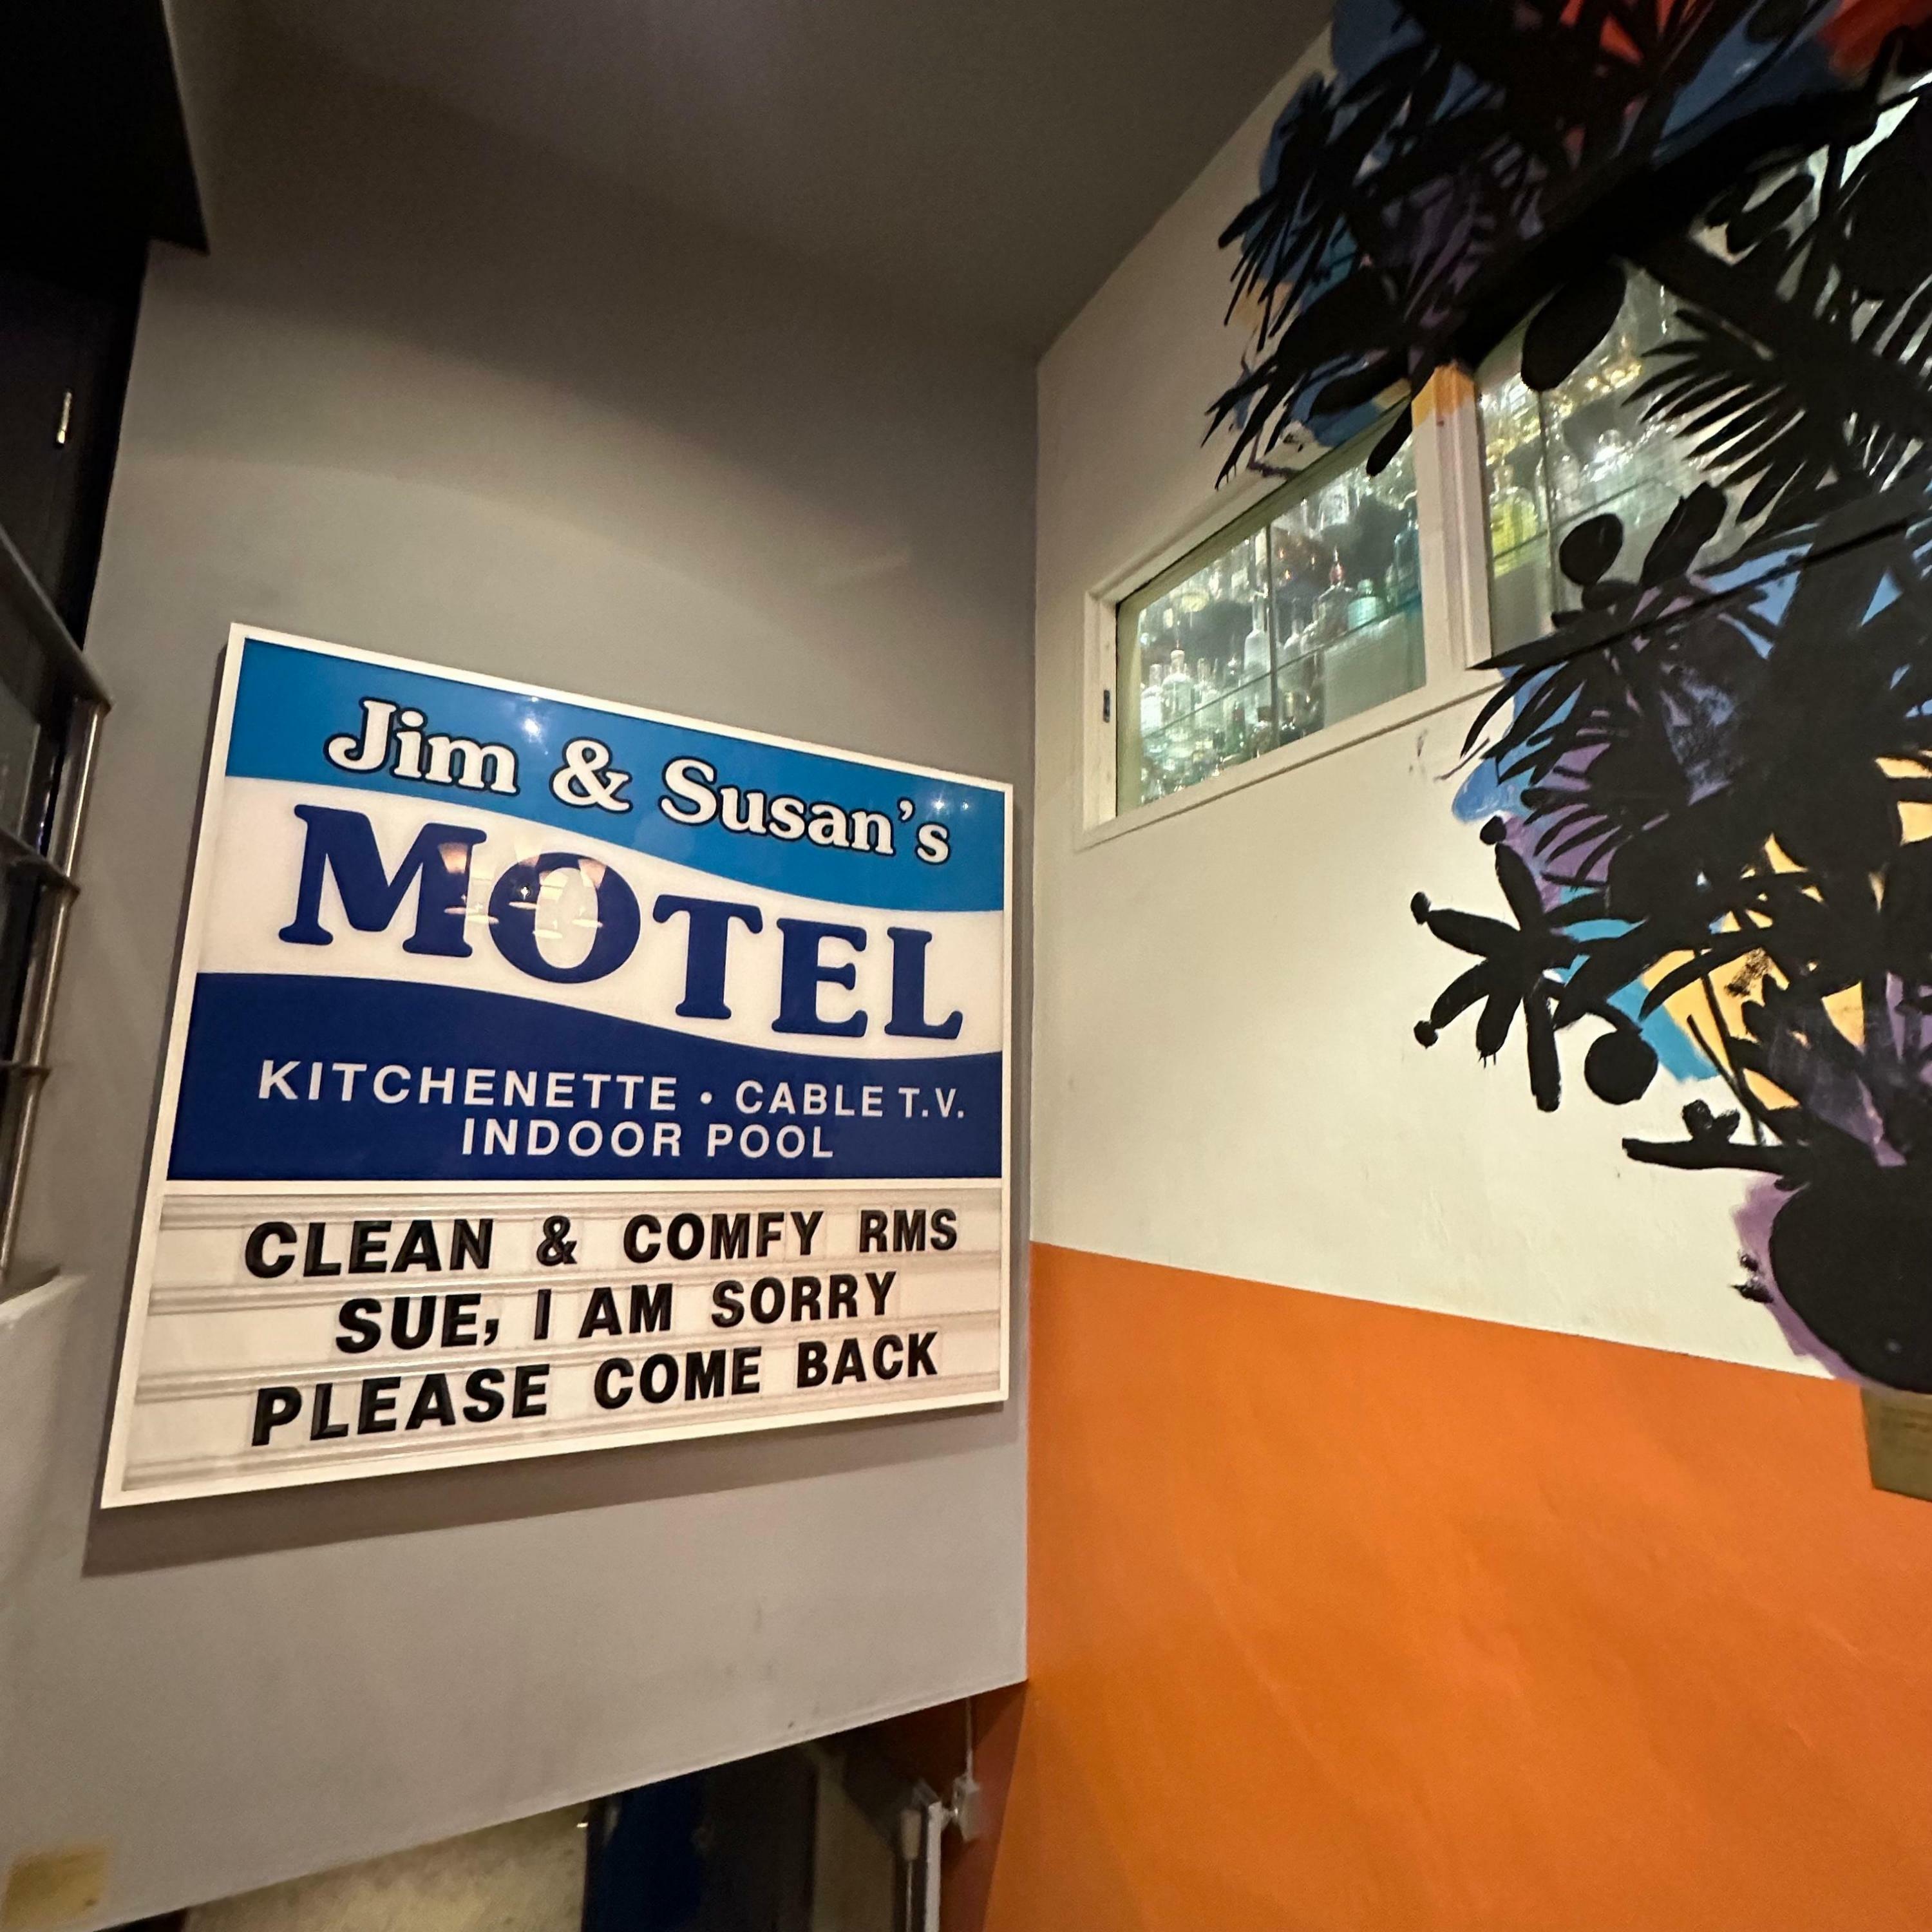 Jim & Susan's
MOTEL
KITCHENETTE • CABLE T.V.
INDOOR POOL
CLEAN & COMFY RMS
SUE, I AM SORRY
PLEASE COME BACK